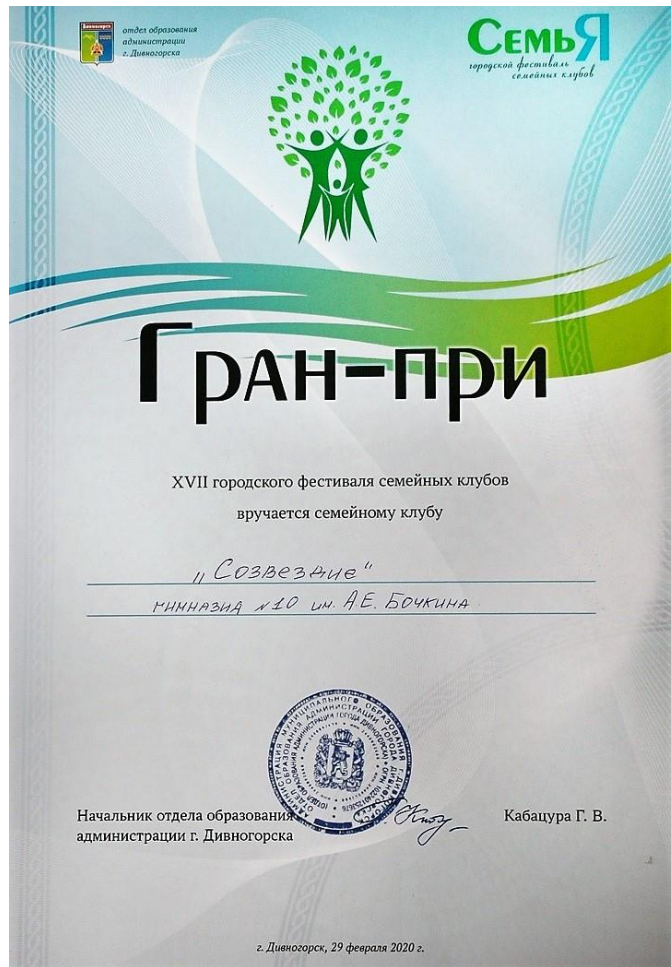 Дивногорск
отдел образования
администрации
г. Дивногорска
СемьЯ
городской фестиваль
семейных клубов
Гран-при
XVII городского фестиваля семейных клубов
вручается семейному клубу
„Созвездие“
гимназия №10 им. А.Е. Бочкина
Начальник отдела образования
администрации г. Дивногорска
Кабацура Г. В.
г. Дивногорск, 29 февраля 2020 г.